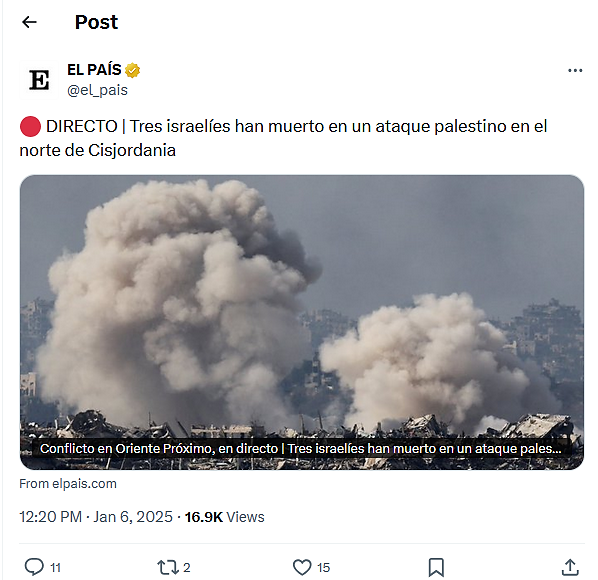 Post
EL PAÍS
@el_pais
DIRECTO | Tres israelíes han muerto en un ataque palestino en el
norte de Cisjordania
Conflicto en Oriente Próximo, en directo | Tres israelíes han muerto en un ataque pales...
From elpais.com
12:20 PM · Jan 6, 2025 · 16.9K Views
11 2 15